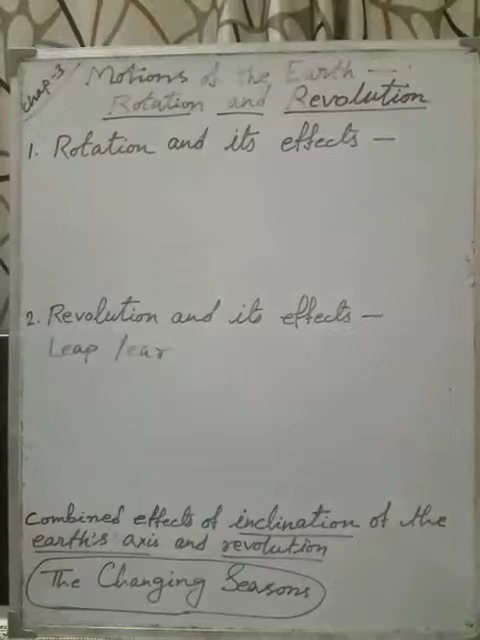 Chap-3
Motions of the Earth —
Rotation and Revolution
1. Rotation and its effects —
2. Revolution and its effects —
Leap Year
Combined effects of inclination of the
earth's axis and revolution
The Changing Seasons